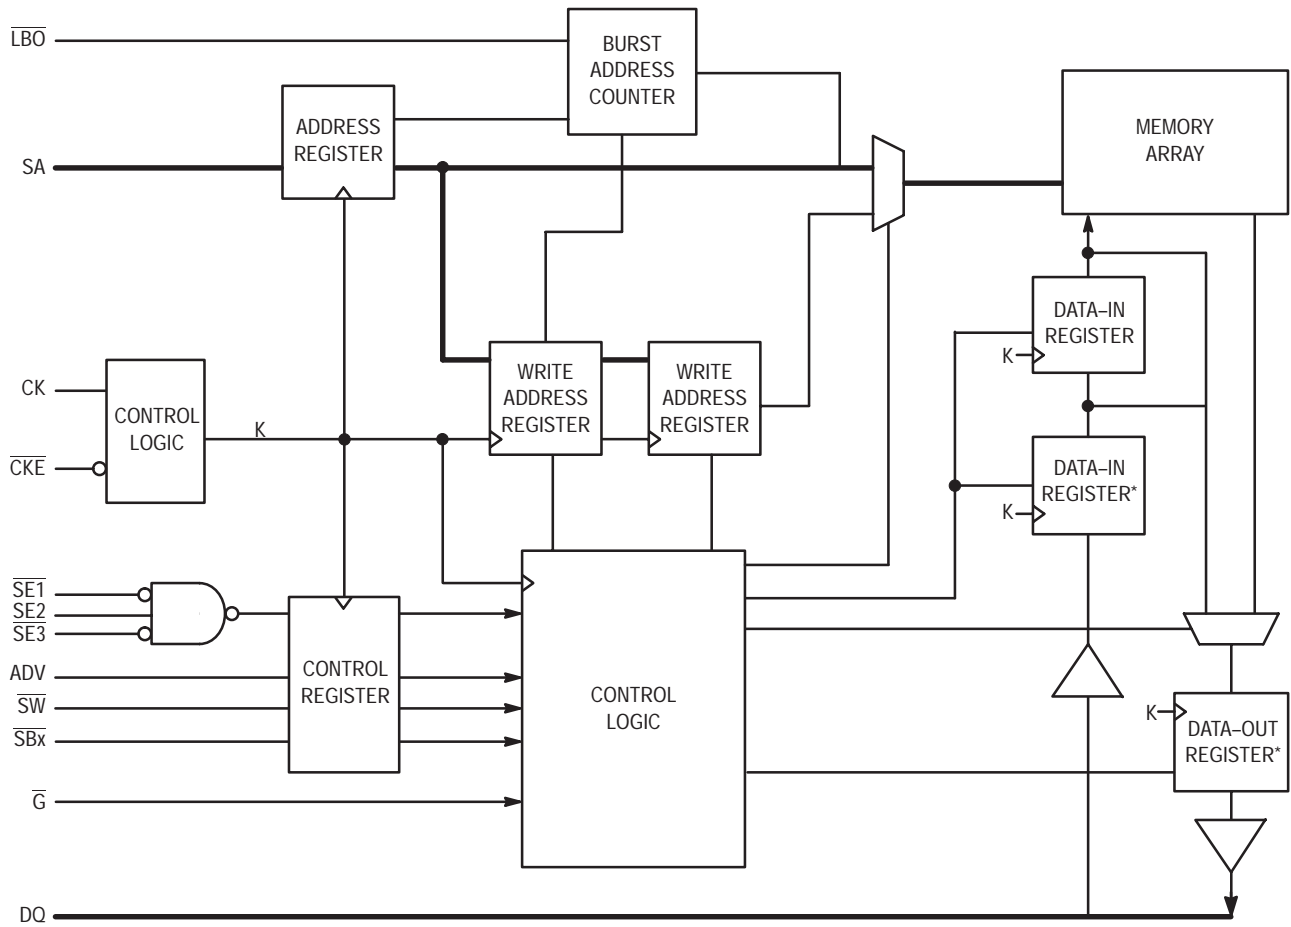 LBO
BURST
ADDRESS
COUNTER
ADDRESS
REGISTER
MEMORY
ARRAY
SA
DATA–IN
REGISTER
K
WRITE
ADDRESS
REGISTER
WRITE
ADDRESS
REGISTER
CK
CONTROL
LOGIC
K
CKE
DATA–IN
REGISTER*
K
SE1
SE2
SE3
ADV
SW
SBx
G
CONTROL
REGISTER
CONTROL
LOGIC
K
DATA–OUT
REGISTER*
DQ